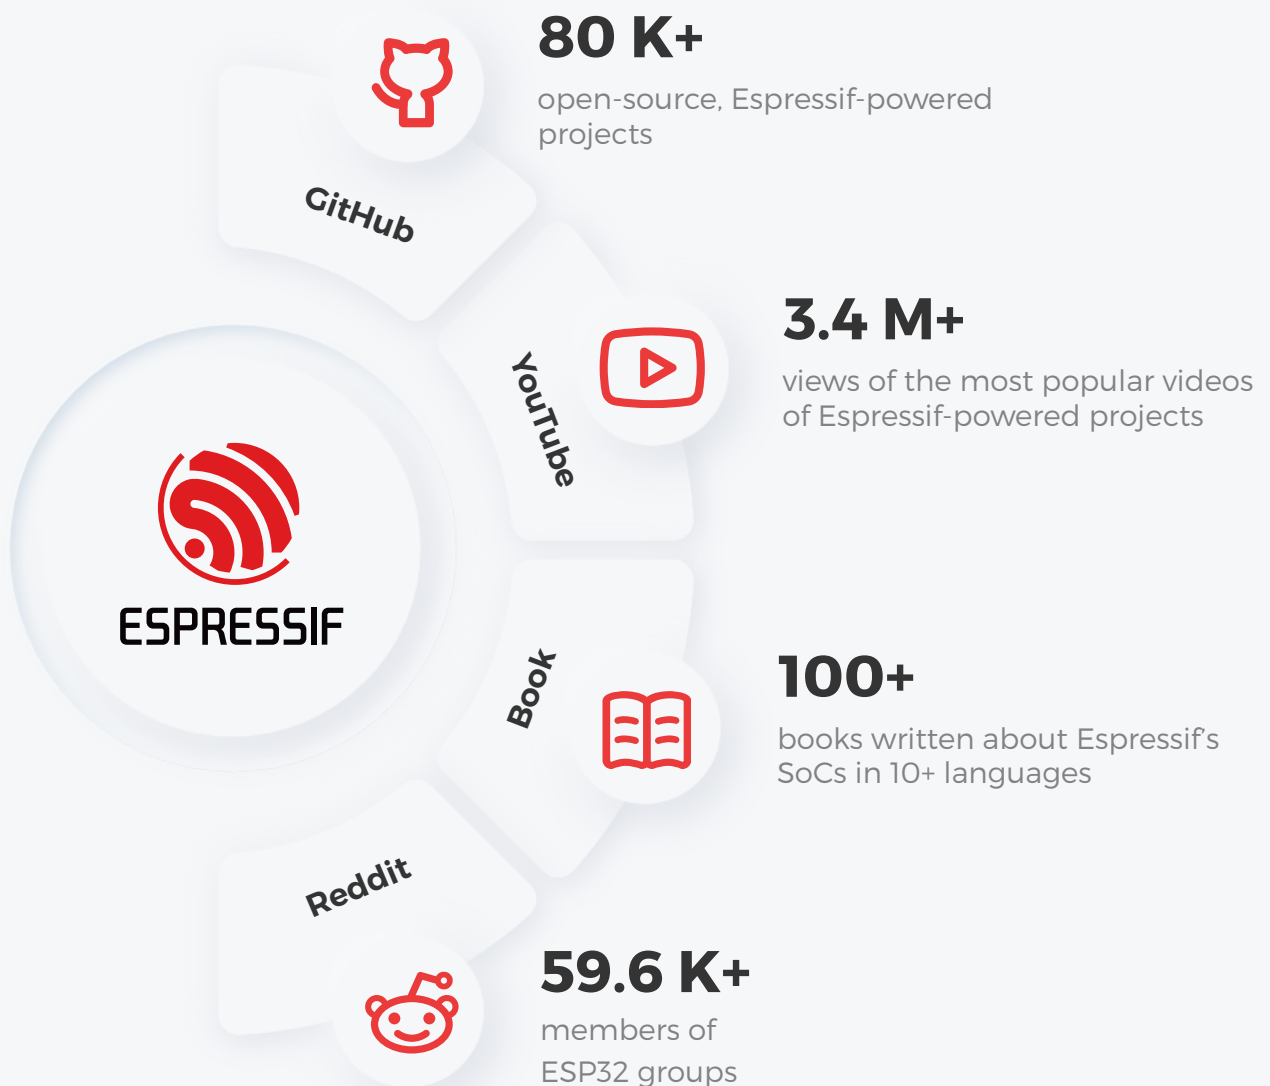 80 K+
open-source, Espressif-powered
projects
GitHub
3.4 M+
views of the most popular videos
of Espressif-powered projects
YouTube
ESPRESSIF
100+
books written about Espressif's
SoCs in 10+ languages
Book
Reddit
59.6 K+
members of
ESP32 groups